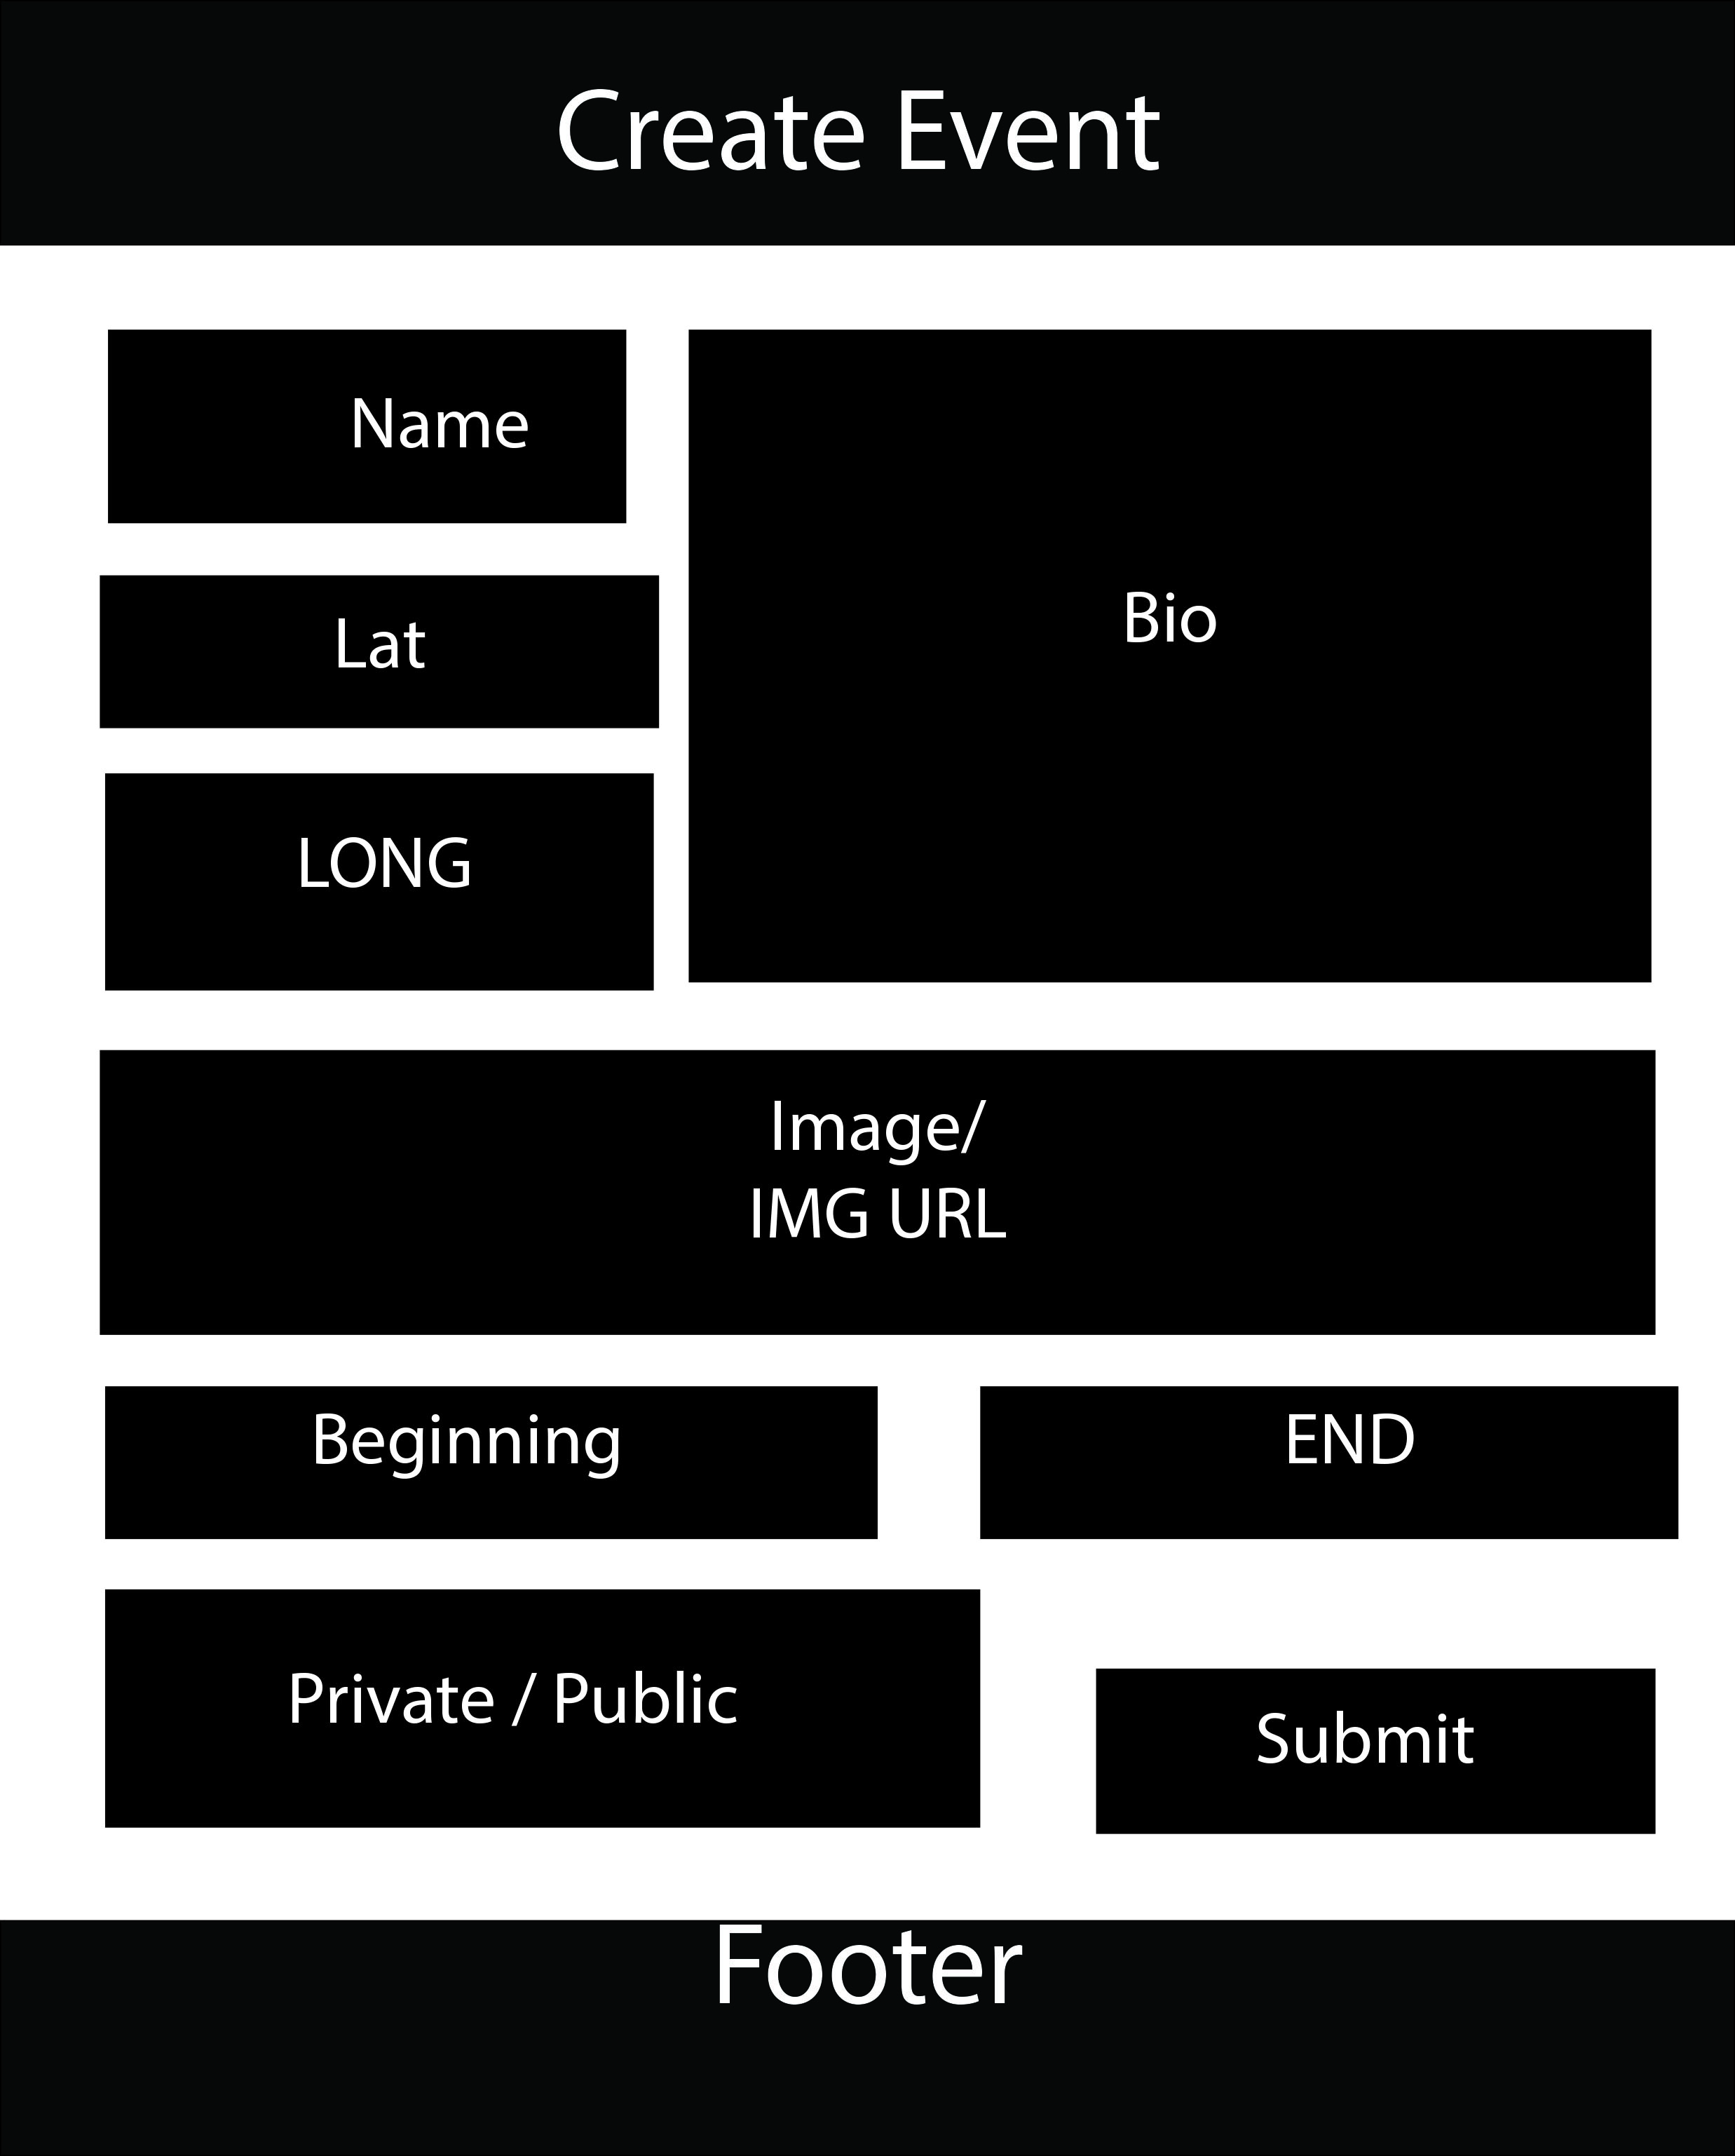 Create Event
Name
Bio
Lat
LONG
Image/
IMG URL
Beginning
END
Private / Public
Submit
Footer